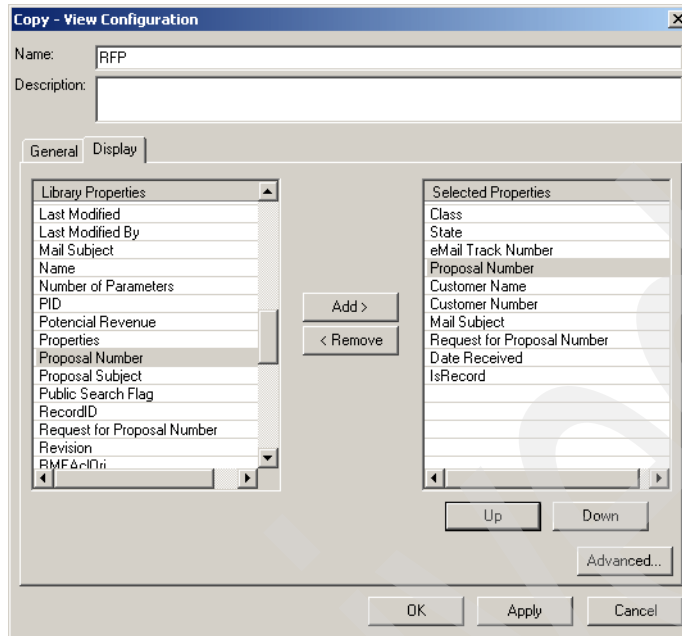 Copy - View Configuration
Name:
RFP
Description:
General
Display
Library Properties
Last Modified
Last Modified By
Mail Subject
Name
Number of Parameters
PID
Potencial Revenue
Properties
Proposal Number
Proposal Subject
Public Search Flag
RecordID
Request for Proposal Number
Revision
Add >
< Remove
Selected Properties
Class
State
eMail Track Number
Proposal Number
Customer Name
Customer Number
Mail Subject
Request for Proposal Number
Date Received
IsRecord
Up
Down
Advanced...
OK
Apply
Cancel